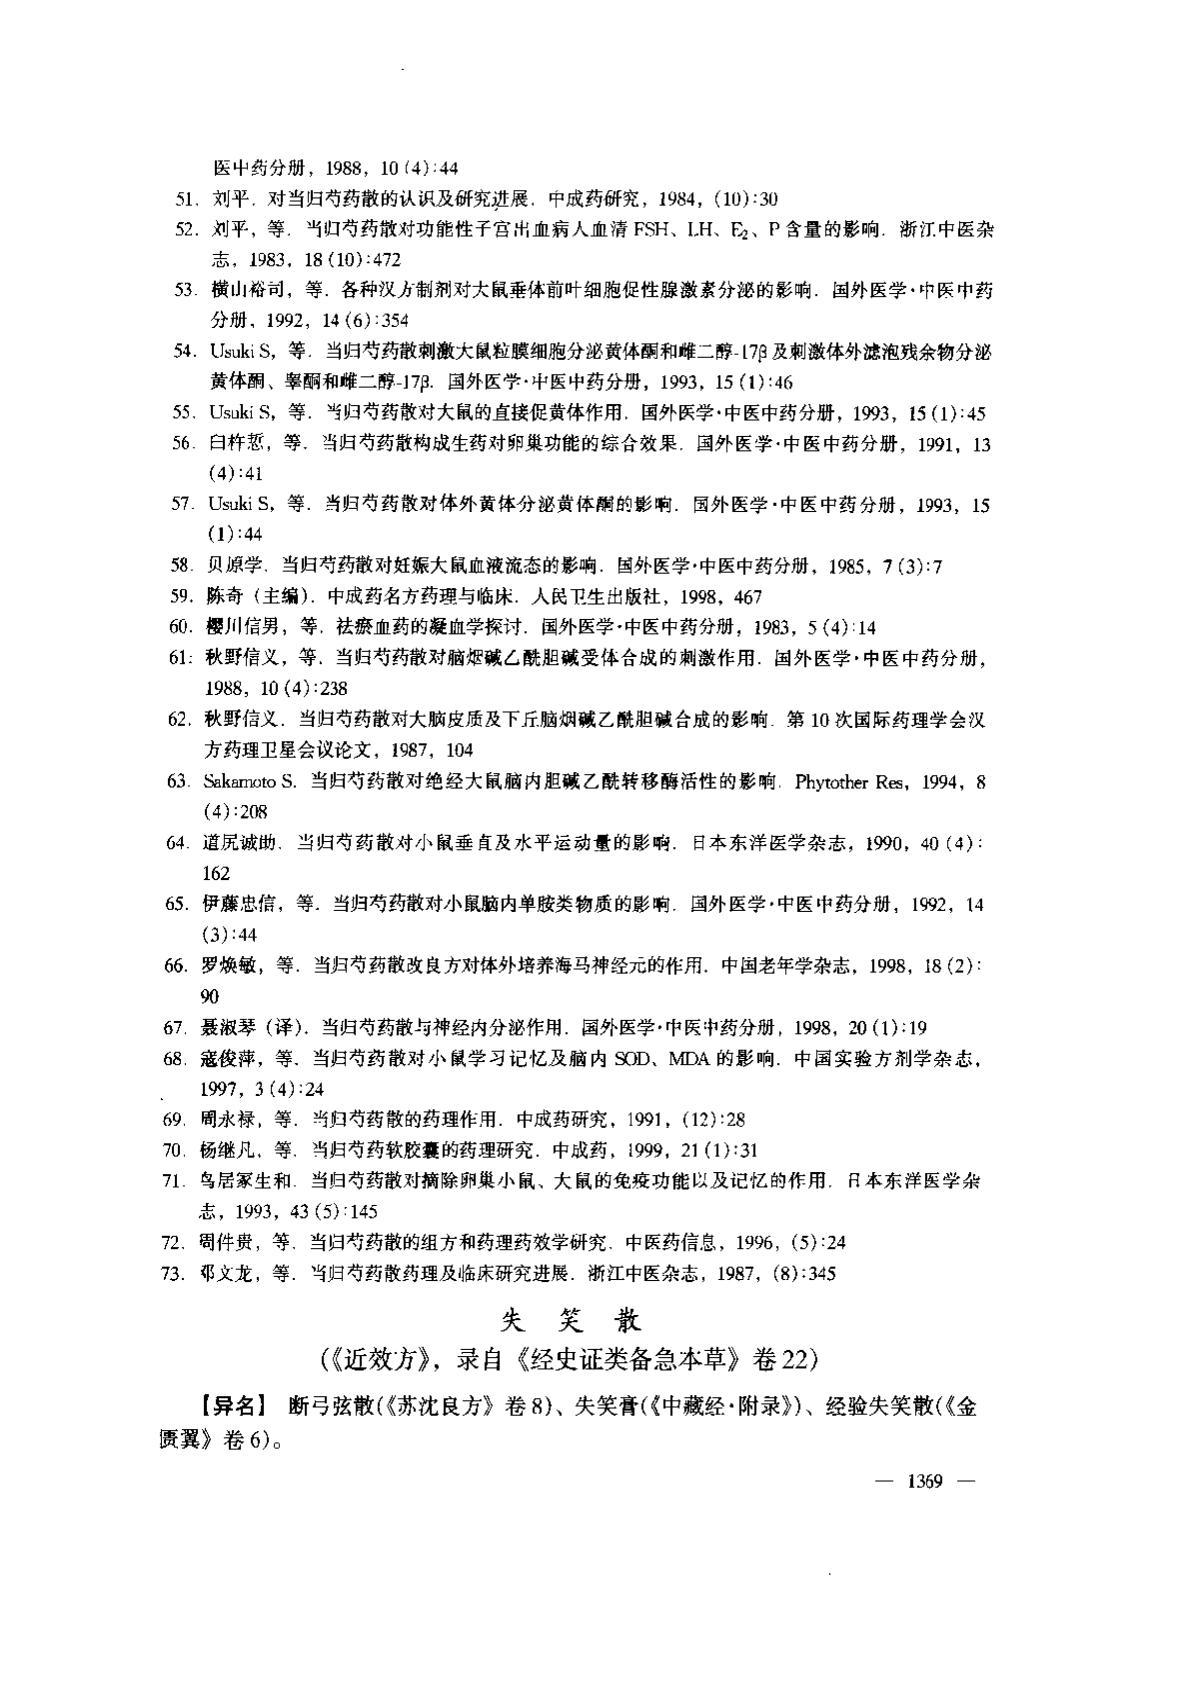 医中药分册，1988，10(4):44
51. 刘平. 对当归芍药散的认识及研究进展. 中成药研究，1984，(10):30
52. 刘平，等. 当归芍药散对功能性子宫出血病人血清 FSH、LH、E₂、P 含量的影响. 浙江中医杂
志，1983，18(10):472
53. 横山裕司，等. 各种汉方制剂对大鼠垂体前叶细胞促性腺激素分泌的影响. 国外医学·中医中药
分册，1992，14(6):354
54. Usuki S，等. 当归芍药散刺激大鼠粒膜细胞分泌黄体酮和雌二醇-17β及刺激体外滤泡残余物分泌
黄体酮、睾酮和雌二醇-17β. 国外医学·中医中药分册，1993，15(1):46
55. Usuki S，等. 当归芍药散对大鼠的直接促黄体作用. 国外医学·中医中药分册，1993，15(1):45
56. 臼杵悊，等. 当归芍药散构成生药对卵巢功能的综合效果. 国外医学·中医中药分册，1991，13
(4):41
57. Usuki S，等. 当归芍药散对体外黄体分泌黄体酮的影响. 国外医学·中医中药分册，1993，15
(1):44
58. 贝原学. 当归芍药散对妊娠大鼠血液流态的影响. 国外医学·中医中药分册，1985，7(3):7
59. 陈奇（主编）. 中成药名方药理与临床. 人民卫生出版社，1998，467
60. 樱川信男，等. 祛瘀血药的凝血学探讨. 国外医学·中医中药分册，1983，5(4):14
61. 秋野信义，等. 当归芍药散对脑烟碱乙酰胆碱受体合成的刺激作用. 国外医学·中医中药分册，
1988，10(4):238
62. 秋野信义. 当归芍药散对大脑皮质及下丘脑烟碱乙酰胆碱合成的影响. 第 10 次国际药理学会汉
方药理卫星会议论文，1987，104
63. Sakamoto S. 当归芍药散对绝经大鼠脑内胆碱乙酰转移酶活性的影响. Phytother Res，1994，8
(4):208
64. 道尻诚助. 当归芍药散对小鼠垂直及水平运动量的影响. 日本东洋医学杂志，1990，40(4):
162
65. 伊藤忠信，等. 当归芍药散对小鼠脑内单胺类物质的影响. 国外医学·中医中药分册，1992，14
(3):44
66. 罗焕敏，等. 当归芍药散改良方对体外培养海马神经元的作用. 中国老年学杂志，1998，18(2):
90
67. 聂淑琴（译）. 当归芍药散与神经内分泌作用. 国外医学·中医中药分册，1998，20(1):19
68. 寇俊萍，等. 当归芍药散对小鼠学习记忆及脑内 SOD、MDA 的影响. 中国实验方剂学杂志，
1997，3(4):24
69. 周永禄，等. 当归芍药散的药理作用. 中成药研究，1991，(12):28
70. 杨继凡，等. 当归芍药软胶囊的药理研究. 中成药，1999，21(1):31
71. 鸟居冢生和. 当归芍药散对摘除卵巢小鼠、大鼠的免疫功能以及记忆的作用. 日本东洋医学杂
志，1993，43(5):145
72. 周件贵，等. 当归芍药散的组方和药理药效学研究. 中医药信息，1996，(5):24
73. 邓文龙，等. 当归芍药散药理及临床研究进展. 浙江中医杂志，1987，(8):345
失 笑 散
(《近效方》，录自《经史证类备急本草》卷 22)
【异名】 断弓弦散(《苏沈良方》卷 8)、失笑膏(《中藏经·附录》)、经验失笑散(《金
匮翼》卷 6)。
— 1369 —